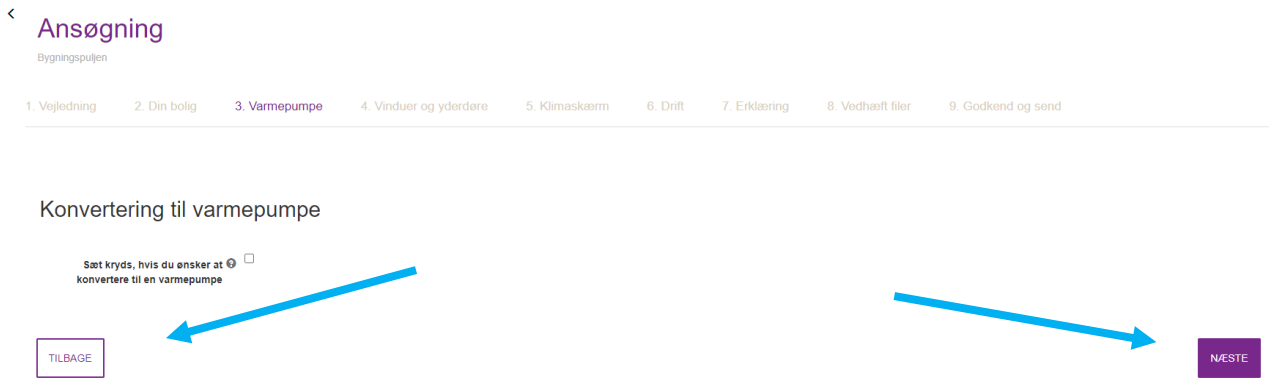 Ansøgning
Bygningspuljen
1. Vejledning 2. Din bolig 3. Varmepumpe 4. Vinduer og yderdøre 5. Klimaskærm 6. Drift 7. Erklæring 8. Vedhæft filer 9. Godkend og send
Konvertering til varmepumpe
Sæt kryds, hvis du ønsker at
konvertere til en varmepumpe
TILBAGE
NÆSTE